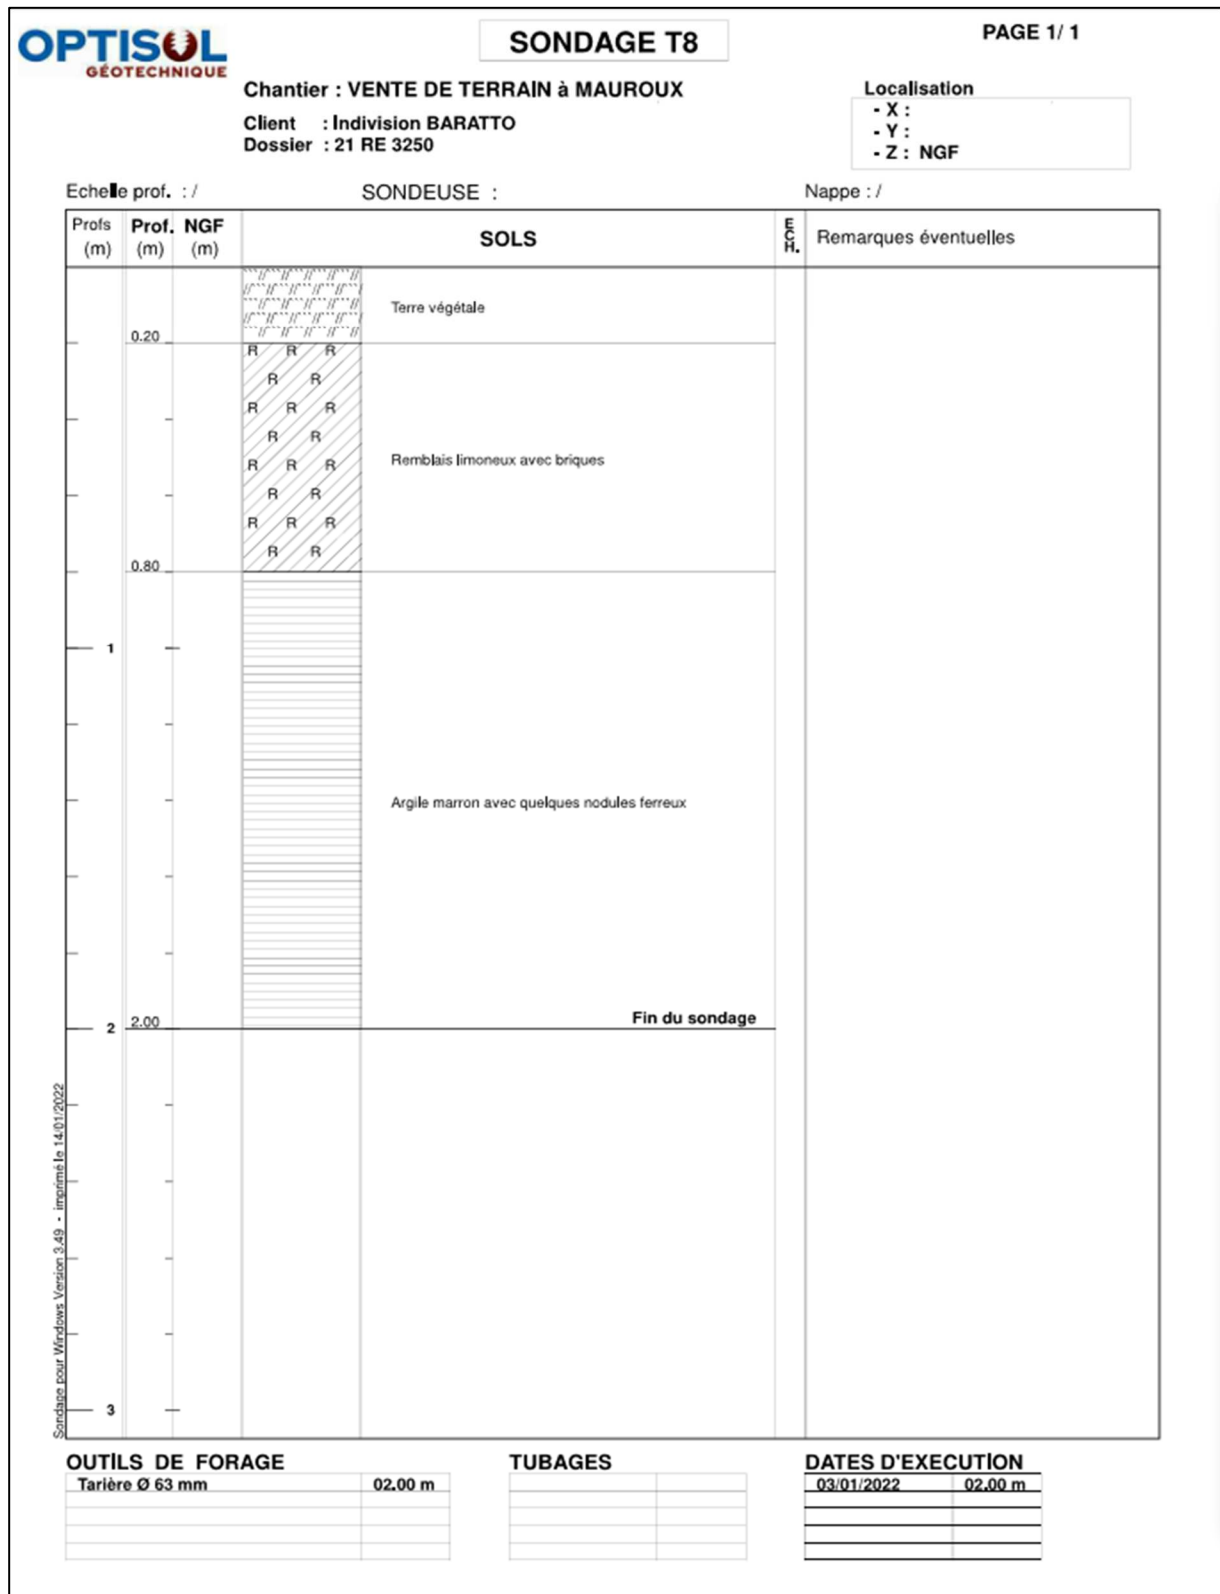 OPTISOL
GÉOTECHNIQUE
SONDAGE T8
PAGE 1/ 1
Chantier : VENTE DE TERRAIN à MAUROUX
Client : Indivision BARATTO
Dossier : 21 RE 3250
Localisation
- X :
- Y :
- Z : NGF
Echelle prof. : /
SONDEUSE :
Nappe : /
Profs (m)
Prof. (m)
NGF (m)
SOLS
ECH.
Remarques éventuelles
Terre végétale
0.20
R R R
R R
R R R
R R
Remblais limoneux avec briques
R R R
R R
R R R
R R
0.80
1
Argile marron avec quelques nodules ferreux
2
2.00
Fin du sondage
3
Sondage pour Windows Version 3.49 - imprimé le 14/01/2022
OUTILS DE FORAGE
Tarière Ø 63 mm 02.00 m
TUBAGES
DATES D'EXECUTION
03/01/2022 02.00 m